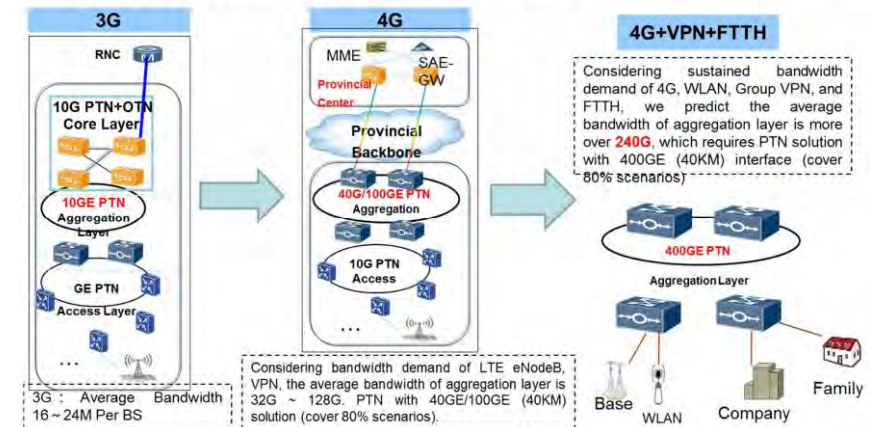 3G
RNC
10G PTN+OTN
Core Layer
10GE PTN
Aggregation
Layer
GE PTN
Access Layer
...
3G : Average Bandwidth
16～24M Per BS
4G
MME
SAE-
GW
Provincial
Center
Provincial
Backbone
40G/100GE PTN
Aggregation
10G PTN
Access
...
Considering bandwidth demand of LTE eNodeB,
VPN, the average bandwidth of aggregation layer is
32G ~ 128G. PTN with 40GE/100GE (40KM)
solution (cover 80% scenarios).
4G+VPN+FTTH
Considering sustained bandwidth
demand of 4G, WLAN, Group VPN, and
FTTH, we predict the average
bandwidth of aggregation layer is more
over 240G, which requires PTN solution
with 400GE (40KM) interface (cover
80% scenarios)
400GE PTN
Aggregation Layer
Base
WLAN
Company
Family